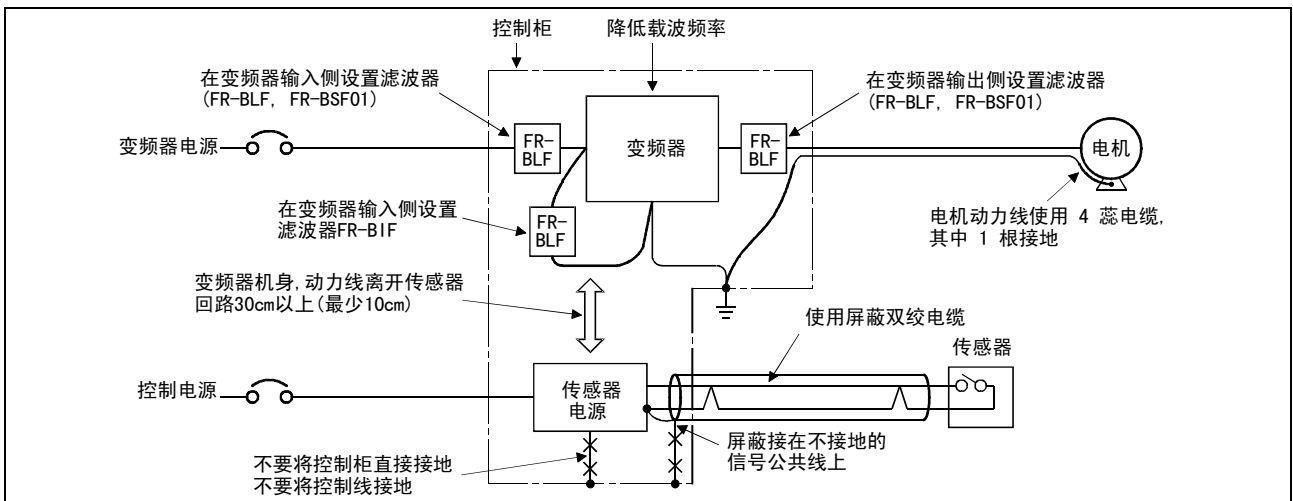 控制柜
降低载波频率
在变频器输入侧设置滤波器
(FR-BLF, FR-BSF01)
在变频器输出侧设置滤波器
(FR-BLF, FR-BSF01)
变频器电源
FR-
BLF
变频器
FR-
BLF
电机
在变频器输入侧设置
滤波器FR-BIF
FR-
BLF
电机动力线使用 4 蕊电缆,
其中 1 根接地
变频器机身,动力线离开传感器
回路30cm以上(最少10cm)
使用屏蔽双绞电缆
传感器
控制电源
传感器
电源
屏蔽接在不接地的
信号公共线上
不要将控制柜直接接地
不要将控制线接地